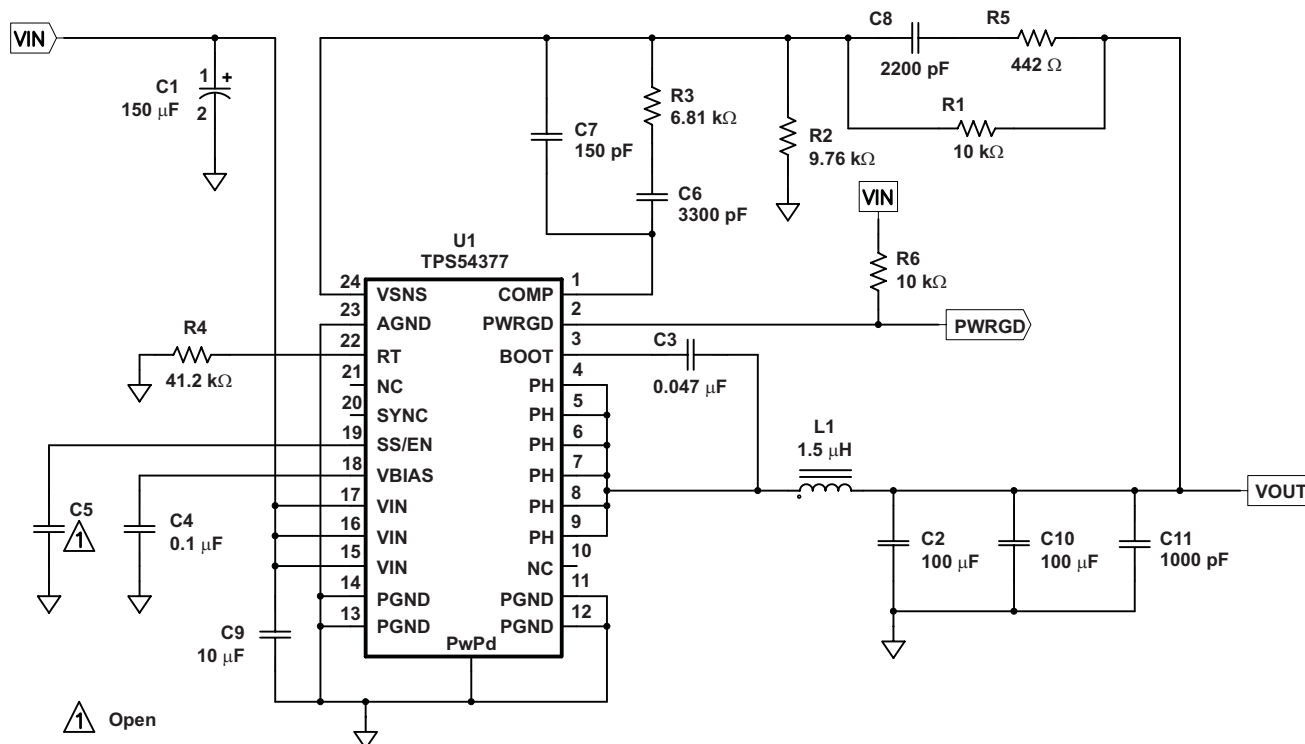 VIN
C1
150 µF
1
+
2
C7
150 pF
R3
6.81 kΩ
C6
3300 pF
R2
9.76 kΩ
C8
2200 pF
R5
442 Ω
R1
10 kΩ
VIN
R6
10 kΩ
PWRGD
U1
TPS54377
24 VSNS COMP 1
23 AGND PWRGD 2
22 RT BOOT 3
21 NC PH 4
20 SYNC PH 5
19 SS/EN PH 6
18 VBIAS PH 7
17 VIN PH 8
16 VIN PH 9
15 VIN NC 10
14 PGND PGND 11
13 PGND PGND 12
PwPd
R4
41.2 kΩ
C3
0.047 µF
L1
1.5 µH
VOUT
C5
1
C4
0.1 µF
C9
10 µF
C2
100 µF
C10
100 µF
C11
1000 pF
1 Open